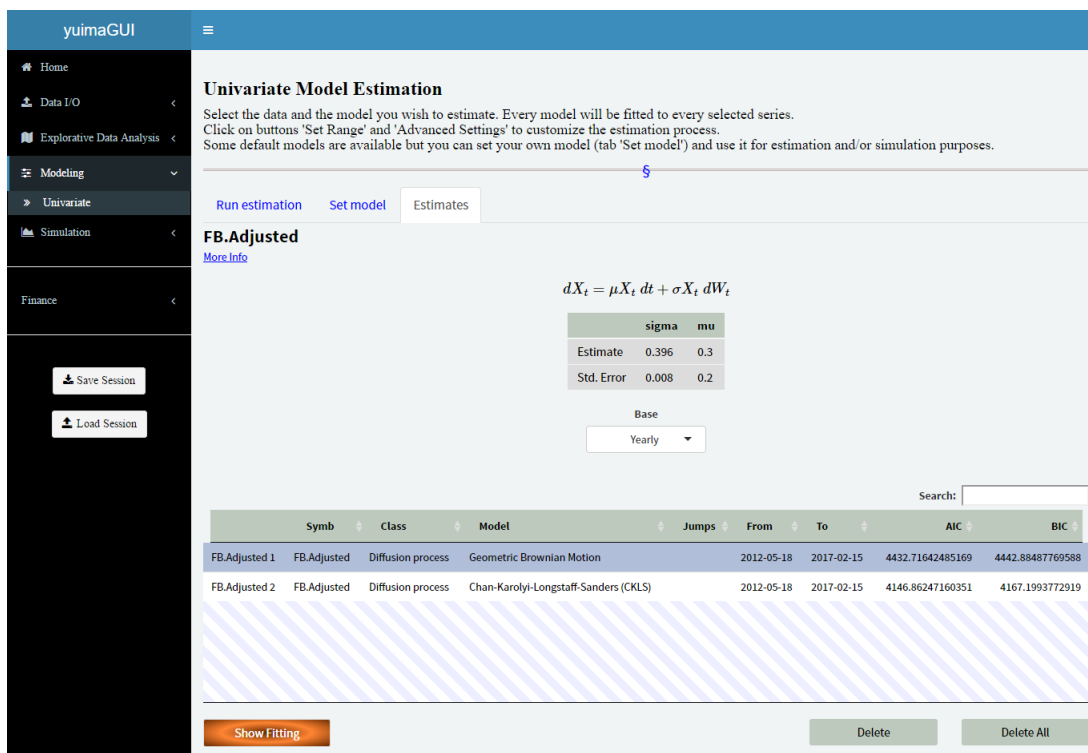 yuimaGUI
Home
Data I/O
Explorative Data Analysis
Modeling
Univariate
Simulation
Finance
Save Session
Load Session
Univariate Model Estimation
Select the data and the model you wish to estimate. Every model will be fitted to every selected series.
Click on buttons 'Set Range' and 'Advanced Settings' to customize the estimation process.
Some default models are available but you can set your own model (tab 'Set model') and use it for estimation and/or simulation purposes.
§
Run estimation Set model Estimates
FB.Adjusted
More Info
dXₜ = μXₜ dt + σXₜ dWₜ
sigma mu
Estimate 0.396 0.3
Std. Error 0.008 0.2
Base
Yearly
Search:
Symb Class Model Jumps From To AIC BIC
FB.Adjusted 1 FB.Adjusted Diffusion process Geometric Brownian Motion 2012-05-18 2017-02-15 4432.71642485169 4442.88487769588
FB.Adjusted 2 FB.Adjusted Diffusion process Chan-Karolyi-Longstaff-Sanders (CKLS) 2012-05-18 2017-02-15 4146.86247160351 4167.1993772919
Show Fitting Delete Delete All